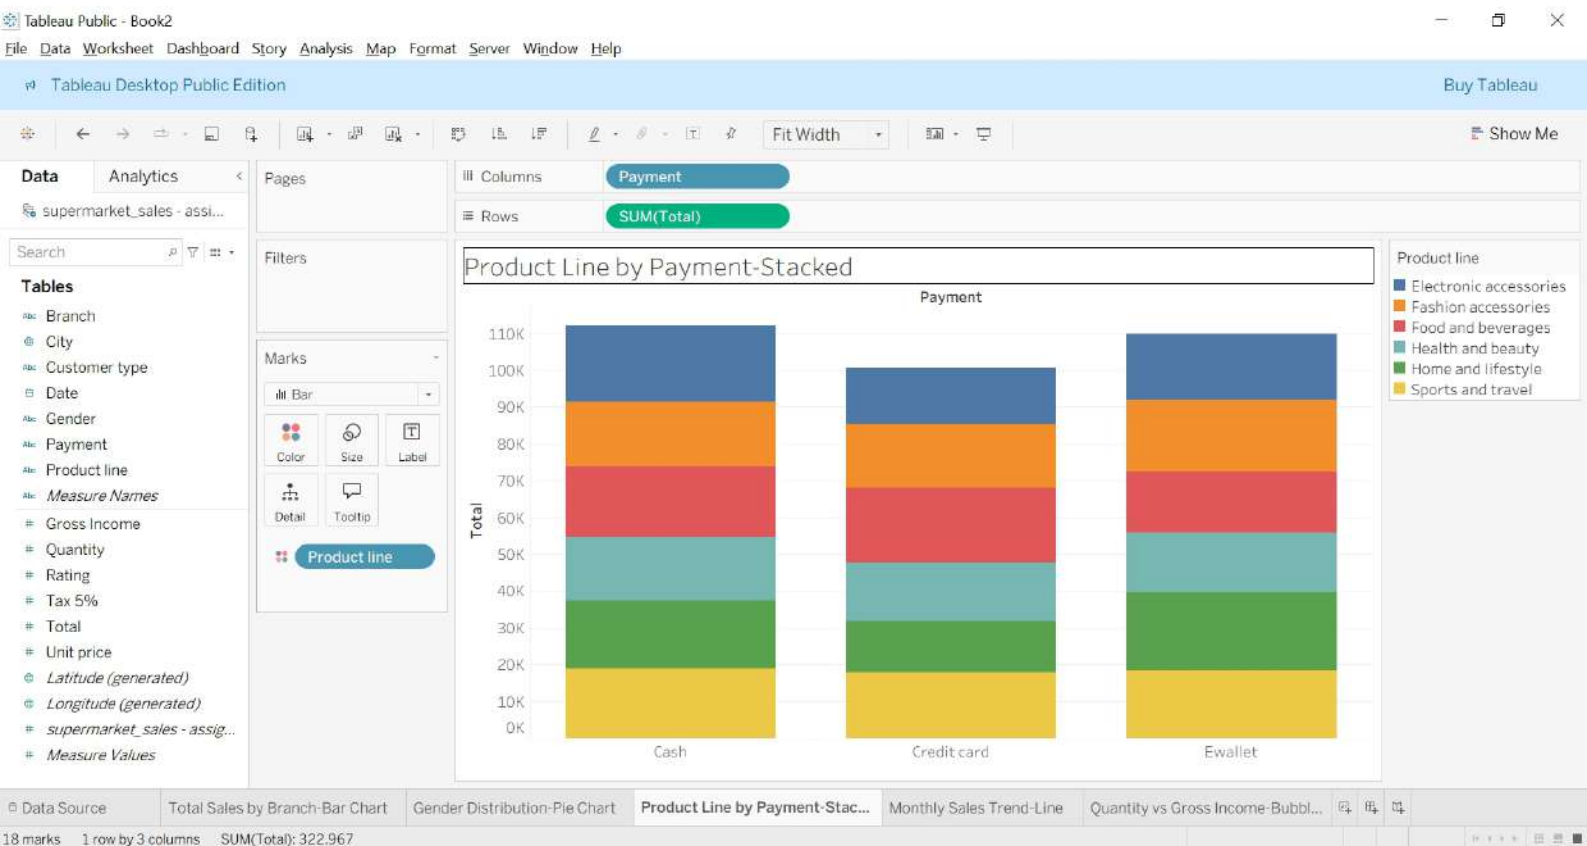 Tableau Public - Book2
File Data Worksheet Dashboard Story Analysis Map Format Server Window Help
Tableau Desktop Public Edition Buy Tableau
Fit Width Show Me
Data Analytics
supermarket_sales - assi...
Search
Tables
Abc Branch
City
Abc Customer type
Date
Abc Gender
Abc Payment
Abc Product line
Abc Measure Names
# Gross Income
# Quantity
# Rating
# Tax 5%
# Total
# Unit price
Latitude (generated)
Longitude (generated)
# supermarket_sales - assig...
# Measure Values
Pages
Filters
Marks
Bar
Color Size Label
Detail Tooltip
Product line
Columns Payment
Rows SUM(Total)
Product Line by Payment-Stacked
Payment
Total
110K
100K
90K
80K
70K
60K
50K
40K
30K
20K
10K
0K
Cash Credit card Ewallet
Product line
Electronic accessories
Fashion accessories
Food and beverages
Health and beauty
Home and lifestyle
Sports and travel
Data Source Total Sales by Branch-Bar Chart Gender Distribution-Pie Chart Product Line by Payment-Stac... Monthly Sales Trend-Line Quantity vs Gross Income-Bubbl...
18 marks 1 row by 3 columns SUM(Total): 322,967